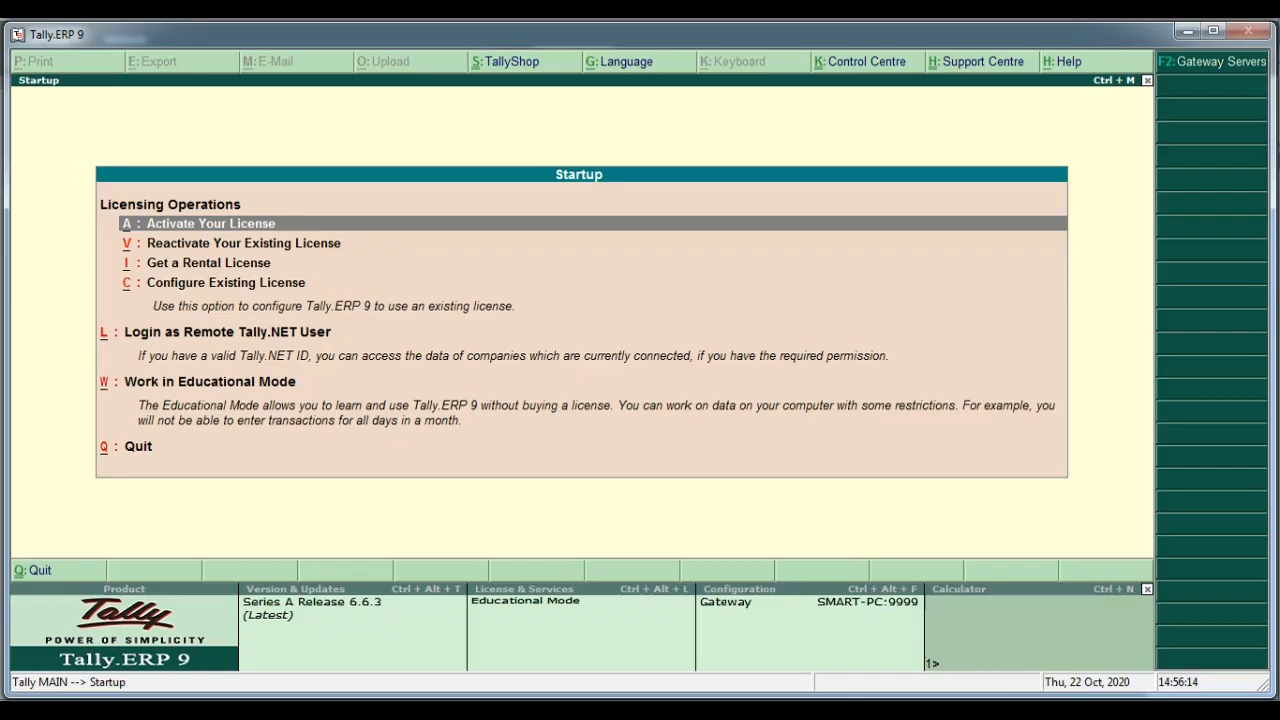 Tally.ERP 9
P: Print E: Export M: E-Mail O: Upload S: TallyShop G: Language K: Keyboard K: Control Centre H: Support Centre H: Help F2: Gateway Servers
Startup Ctrl + M
Startup
Licensing Operations
A : Activate Your License
V : Reactivate Your Existing License
I : Get a Rental License
C : Configure Existing License
Use this option to configure Tally.ERP 9 to use an existing license.
L : Login as Remote Tally.NET User
If you have a valid Tally.NET ID, you can access the data of companies which are currently connected, if you have the required permission.
W : Work in Educational Mode
The Educational Mode allows you to learn and use Tally.ERP 9 without buying a license. You can work on data on your computer with some restrictions. For example, you
will not be able to enter transactions for all days in a month.
Q : Quit
Q: Quit
Product Version & Updates Ctrl + Alt + T License & Services Ctrl + Alt + L Configuration Ctrl + Alt + F Calculator Ctrl + N
Series A Release 6.6.3 Educational Mode Gateway SMART-PC:9999
(Latest)
Tally
POWER OF SIMPLICITY
Tally.ERP 9
1>
Tally MAIN --> Startup Thu, 22 Oct, 2020 14:56:14